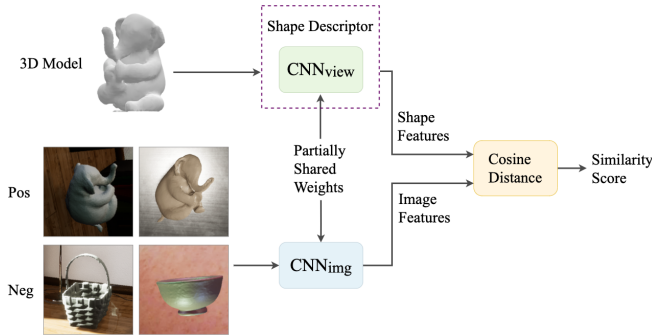 Shape Descriptor
3D Model
CNNview
Shape
Features
Partially
Shared
Weights
Cosine
Distance
Similarity
Score
Pos
Image
Features
CNNimg
Neg